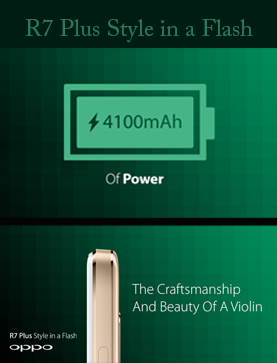 R7 Plus Style in a Flash
4100mAh
Of Power
The Craftsmanship
And Beauty Of A Violin
R7 Plus Style in a Flash
oppo